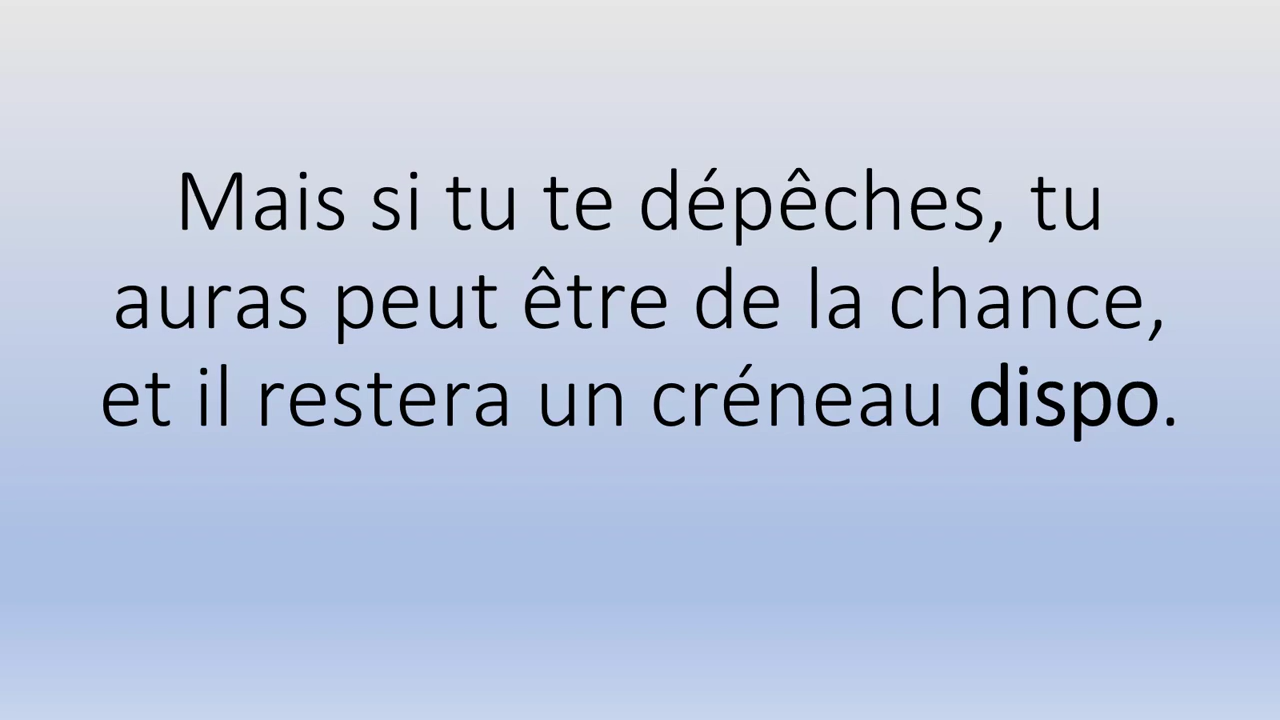 Mais si tu te dépêches, tu
auras peut être de la chance,
et il restera un créneau dispo.